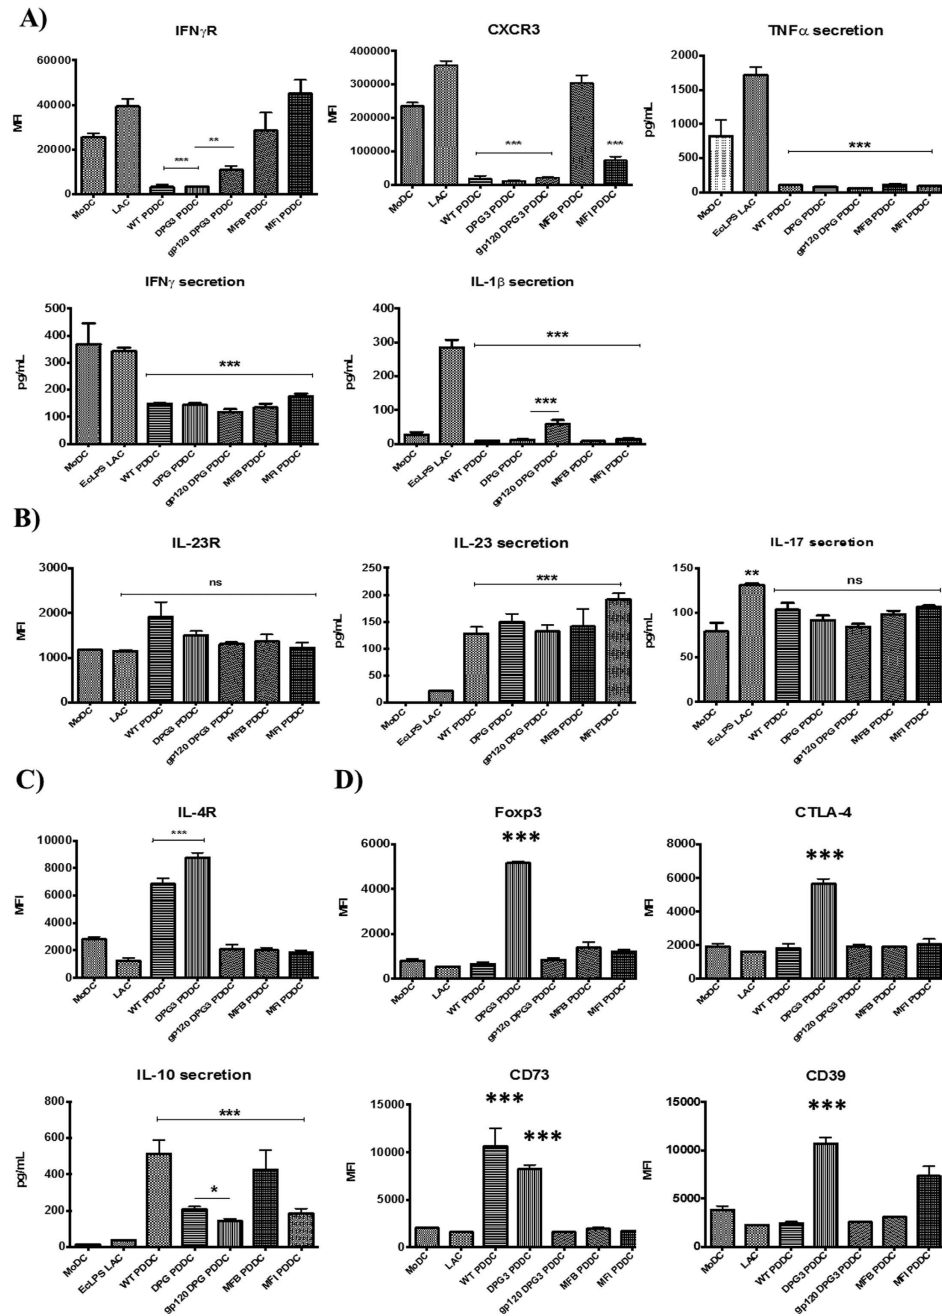 A)
IFNγR
MFI
60000
40000
20000
0
***
**
MoDC
LAC
WT PDDC
DPG3 PDDC
gp120 DPG3 PDDC
MFB PDDC
MFI PDDC
CXCR3
MFI
400000
300000
200000
100000
0
***
***
MoDC
LAC
WT PDDC
DPG3 PDDC
gp120 DPG3 PDDC
MFB PDDC
MFI PDDC
TNFα secretion
pg/mL
2000
1500
1000
500
0
***
MoDC
EcLPS LAC
WT PDDC
DPG PDDC
gp120 DPG PDDC
MFB PDDC
MFI PDDC
IFNγ secretion
pg/mL
500
400
300
200
100
0
***
MoDC
EcLPS LAC
WT PDDC
DPG PDDC
gp120 DPG PDDC
MFB PDDC
MFI PDDC
IL-1β secretion
pg/mL
400
300
200
100
0
***
***
MoDC
EcLPS LAC
WT PDDC
DPG PDDC
gp120 DPG PDDC
MFB PDDC
MFI PDDC
B)
IL-23R
MFI
3000
2000
1000
0
ns
MoDC
LAC
WT PDDC
DPG3 PDDC
gp120 DPG3 PDDC
MFB PDDC
MFI PDDC
IL-23 secretion
pg/mL
250
200
150
100
50
0
***
MoDC
EcLPS LAC
WT PDDC
DPG PDDC
gp120 DPG PDDC
MFB PDDC
MFI PDDC
IL-17 secretion
pg/mL
150
100
50
0
**
ns
MoDC
EcLPS LAC
WT PDDC
DPG PDDC
gp120 DPG PDDC
MFB PDDC
MFI PDDC
C)
IL-4R
MFI
10000
8000
6000
4000
2000
0
***
MoDC
LAC
WT PDDC
DPG3 PDDC
gp120 DPG3 PDDC
MFB PDDC
MFI PDDC
IL-10 secretion
pg/mL
800
600
400
200
0
***
*
MoDC
EcLPS LAC
WT PDDC
DPG PDDC
gp120 DPG PDDC
MFB PDDC
MFI PDDC
D)
Foxp3
MFI
6000
4000
2000
0
***
MoDC
LAC
WT PDDC
DPG3 PDDC
gp120 DPG3 PDDC
MFB PDDC
MFI PDDC
CTLA-4
MFI
8000
6000
4000
2000
0
***
MoDC
LAC
WT PDDC
DPG3 PDDC
gp120 DPG3 PDDC
MFB PDDC
MFI PDDC
CD73
MFI
15000
10000
5000
0
***
***
MoDC
LAC
WT PDDC
DPG3 PDDC
gp120 DPG3 PDDC
MFB PDDC
MFI PDDC
CD39
MFI
15000
10000
5000
0
***
MoDC
LAC
WT PDDC
DPG3 PDDC
gp120 DPG3 PDDC
MFB PDDC
MFI PDDC